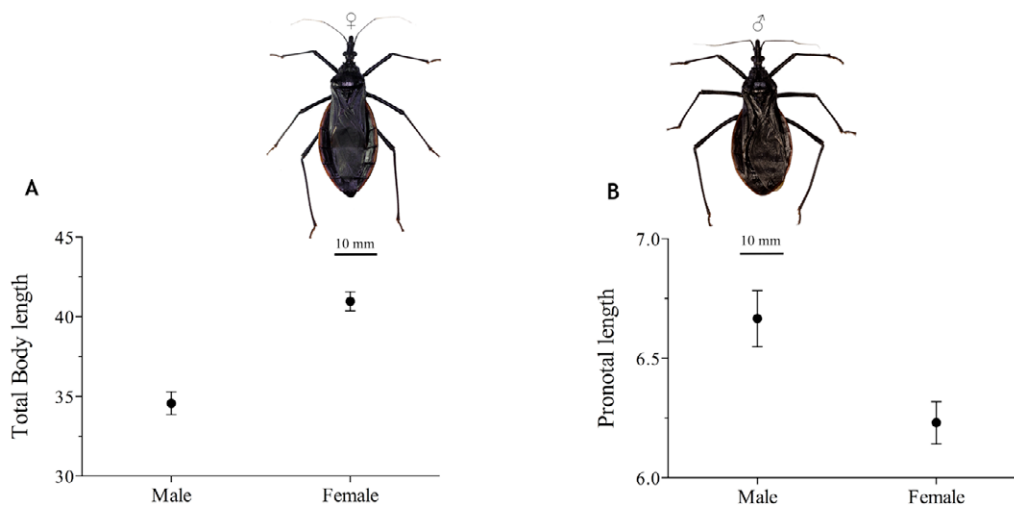 ♀
♂
A
B
45
40
35
30
Total Body length
10 mm
Male
Female
7.0
6.5
6.0
Pronotal length
10 mm
Male
Female